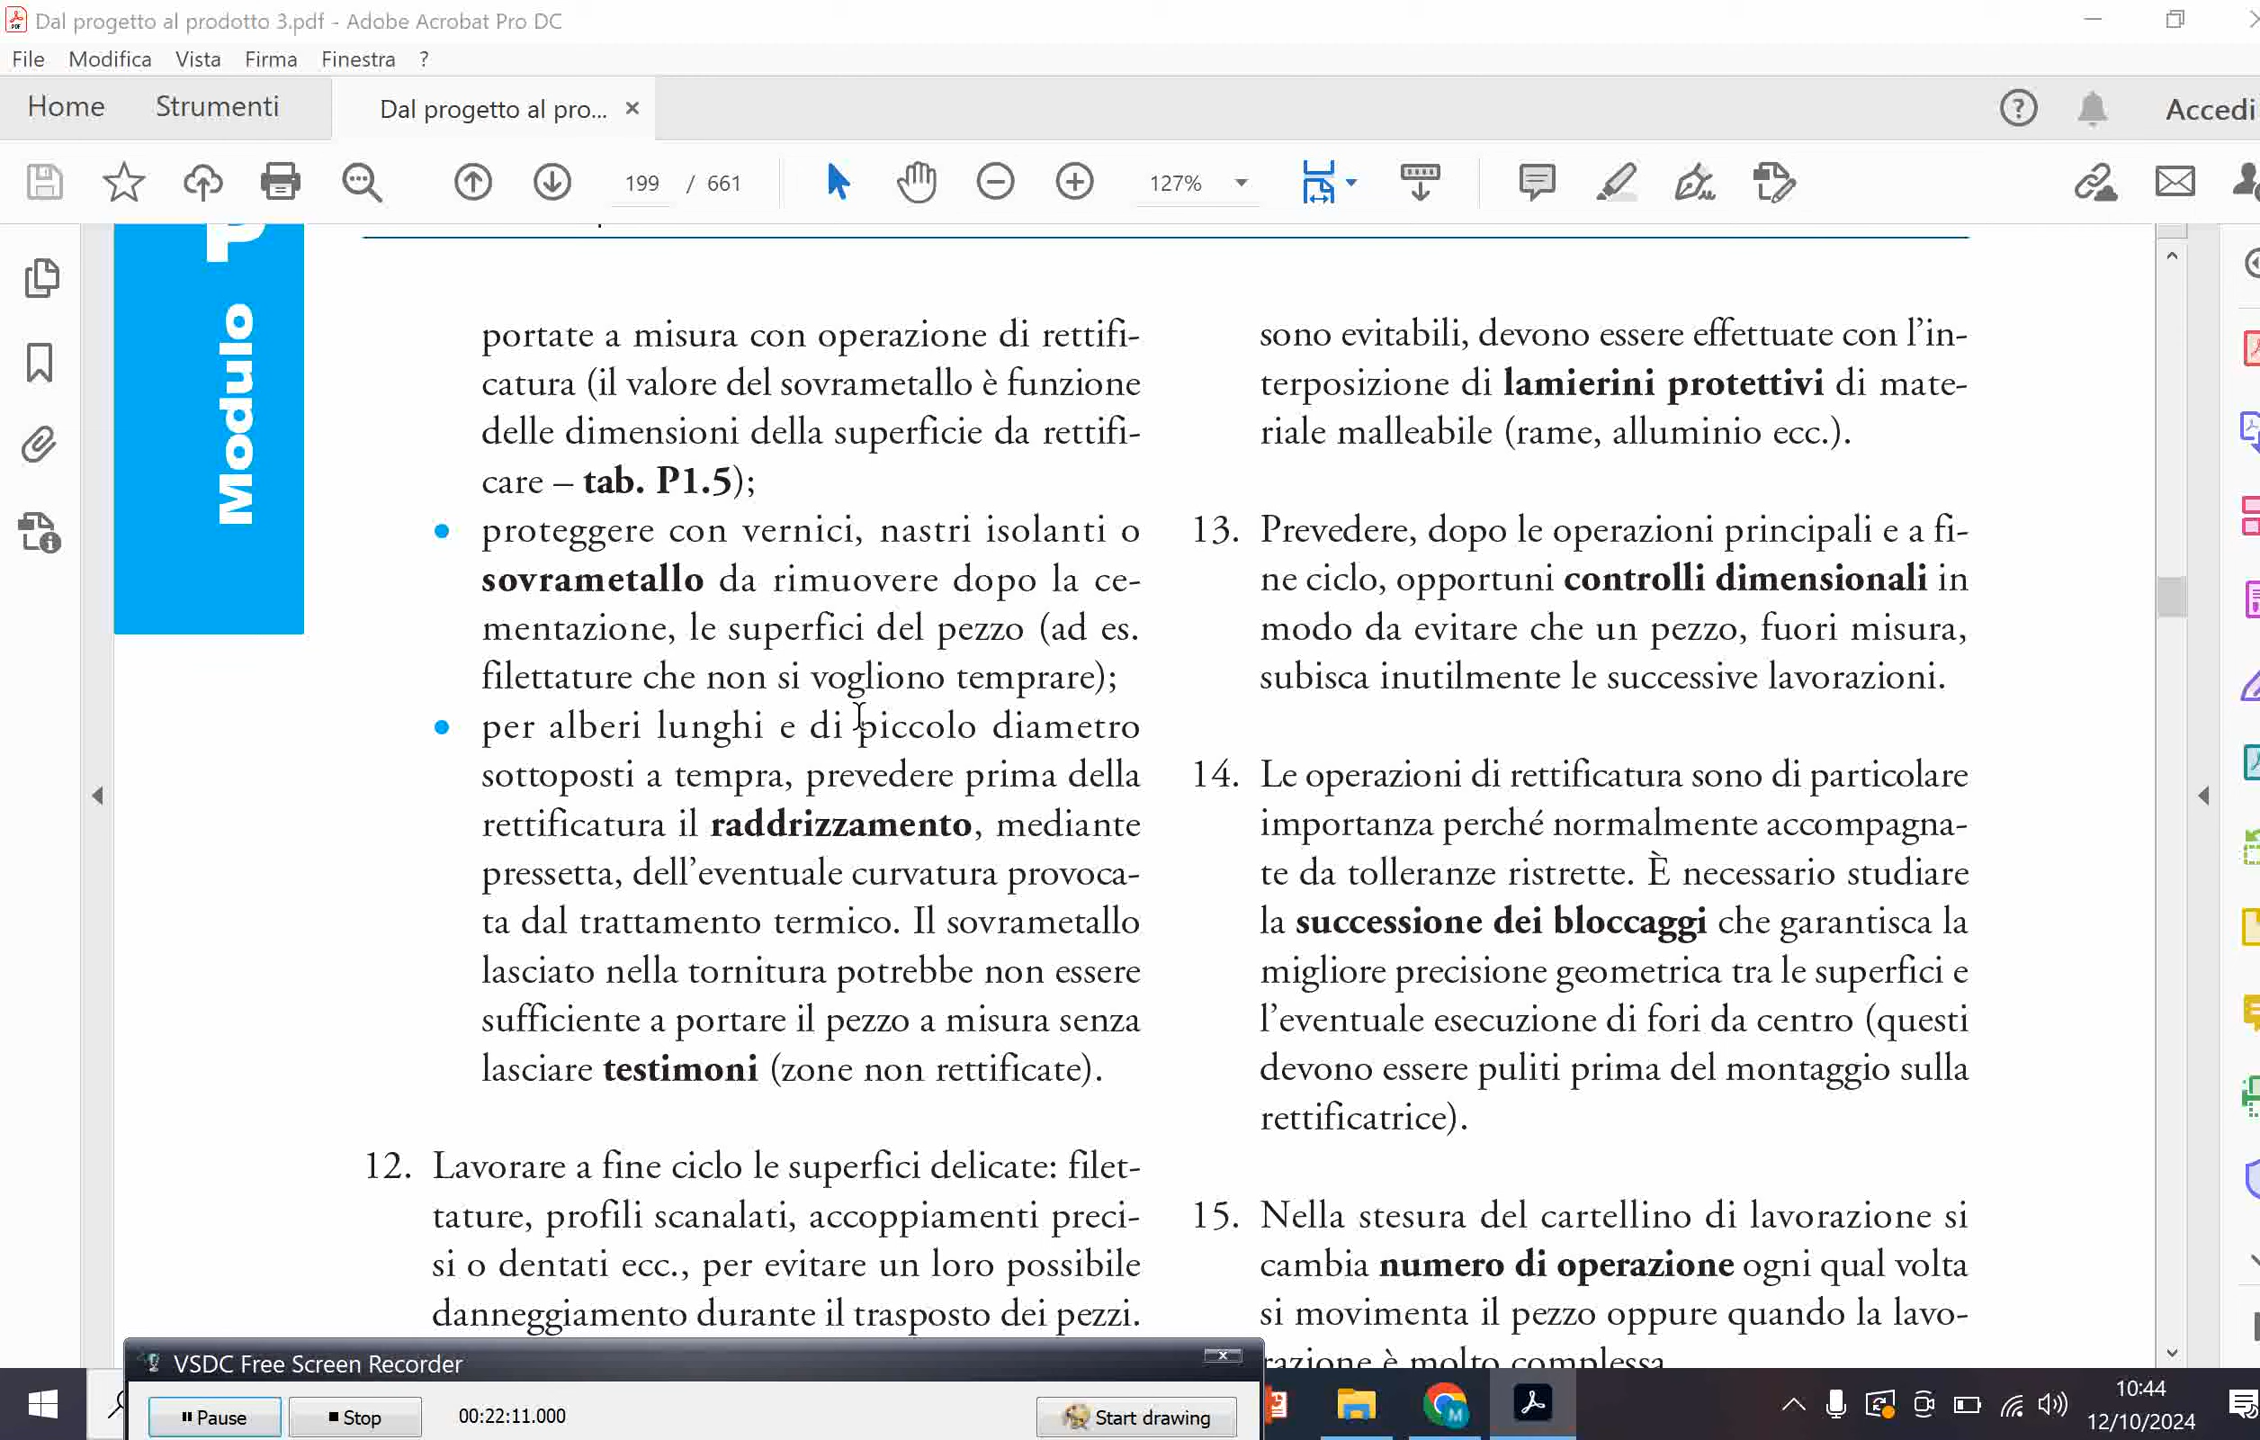 Dal progetto al prodotto 3.pdf - Adobe Acrobat Pro DC
File Modifica Vista Firma Finestra ?
Home Strumenti Dal progetto al pro... ×
Accedi
199 / 661 127%
Modulo
portate a misura con operazione di rettifi-
catura (il valore del sovrametallo è funzione
delle dimensioni della superficie da rettifi-
care – tab. P1.5);
• proteggere con vernici, nastri isolanti o
sovrametallo da rimuovere dopo la ce-
mentazione, le superfici del pezzo (ad es.
filettature che non si vogliono temprare);
• per alberi lunghi e di piccolo diametro
sottoposti a tempra, prevedere prima della
rettificatura il raddrizzamento, mediante
pressetta, dell’eventuale curvatura provoca-
ta dal trattamento termico. Il sovrametallo
lasciato nella tornitura potrebbe non essere
sufficiente a portare il pezzo a misura senza
lasciare testimoni (zone non rettificate).
12. Lavorare a fine ciclo le superfici delicate: filet-
tature, profili scanalati, accoppiamenti preci-
si o dentati ecc., per evitare un loro possibile
danneggiamento durante il trasposto dei pezzi.
sono evitabili, devono essere effettuate con l’in-
terposizione di lamierini protettivi di mate-
riale malleabile (rame, alluminio ecc.).
13. Prevedere, dopo le operazioni principali e a fi-
ne ciclo, opportuni controlli dimensionali in
modo da evitare che un pezzo, fuori misura,
subisca inutilmente le successive lavorazioni.
14. Le operazioni di rettificatura sono di particolare
importanza perché normalmente accompagna-
te da tolleranze ristrette. È necessario studiare
la successione dei bloccaggi che garantisca la
migliore precisione geometrica tra le superfici e
l’eventuale esecuzione di fori da centro (questi
devono essere puliti prima del montaggio sulla
rettificatrice).
15. Nella stesura del cartellino di lavorazione si
cambia numero di operazione ogni qual volta
si movimenta il pezzo oppure quando la lavo-
razione è molto complessa
VSDC Free Screen Recorder
Pause Stop 00:22:11.000 Start drawing
10:44
12/10/2024